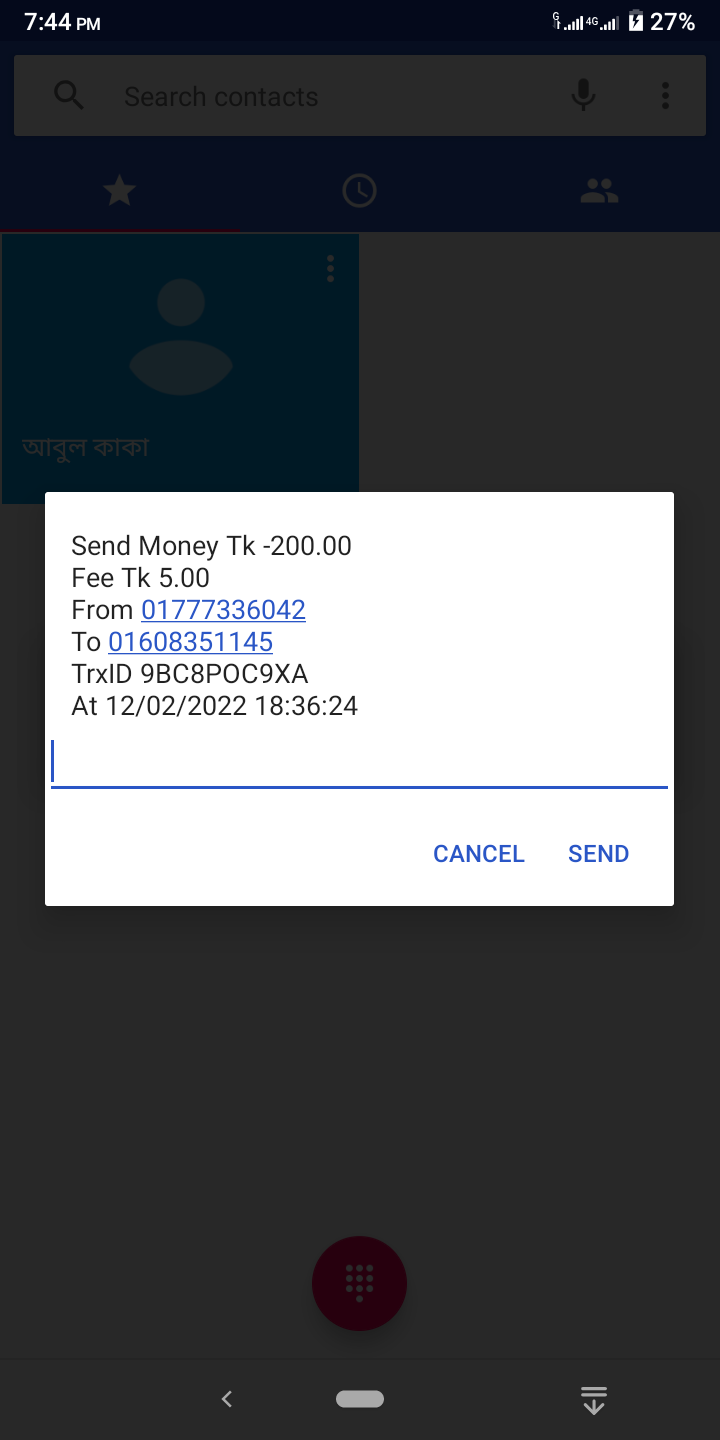 7:44 PM
G 4G 27%
Search contacts
আবুল কাকা
Send Money Tk -200.00
Fee Tk 5.00
From 01777336042
To 01608351145
TrxID 9BC8POC9XA
At 12/02/2022 18:36:24
CANCEL SEND